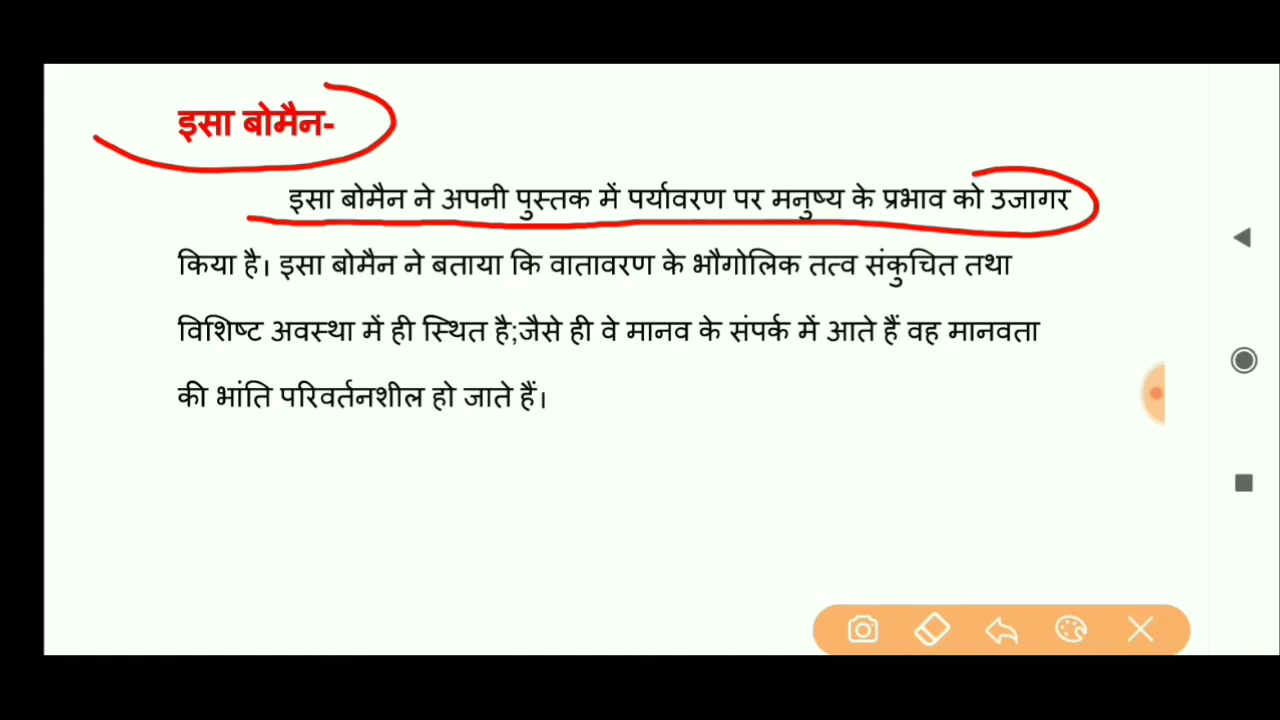 इसा बोमैन-
इसा बोमैन ने अपनी पुस्तक में पर्यावरण पर मनुष्य के प्रभाव को उजागर
किया है। इसा बोमैन ने बताया कि वातावरण के भौगोलिक तत्व संकुचित तथा
विशिष्ट अवस्था में ही स्थित है;जैसे ही वे मानव के संपर्क में आते हैं वह मानवता
की भांति परिवर्तनशील हो जाते हैं।